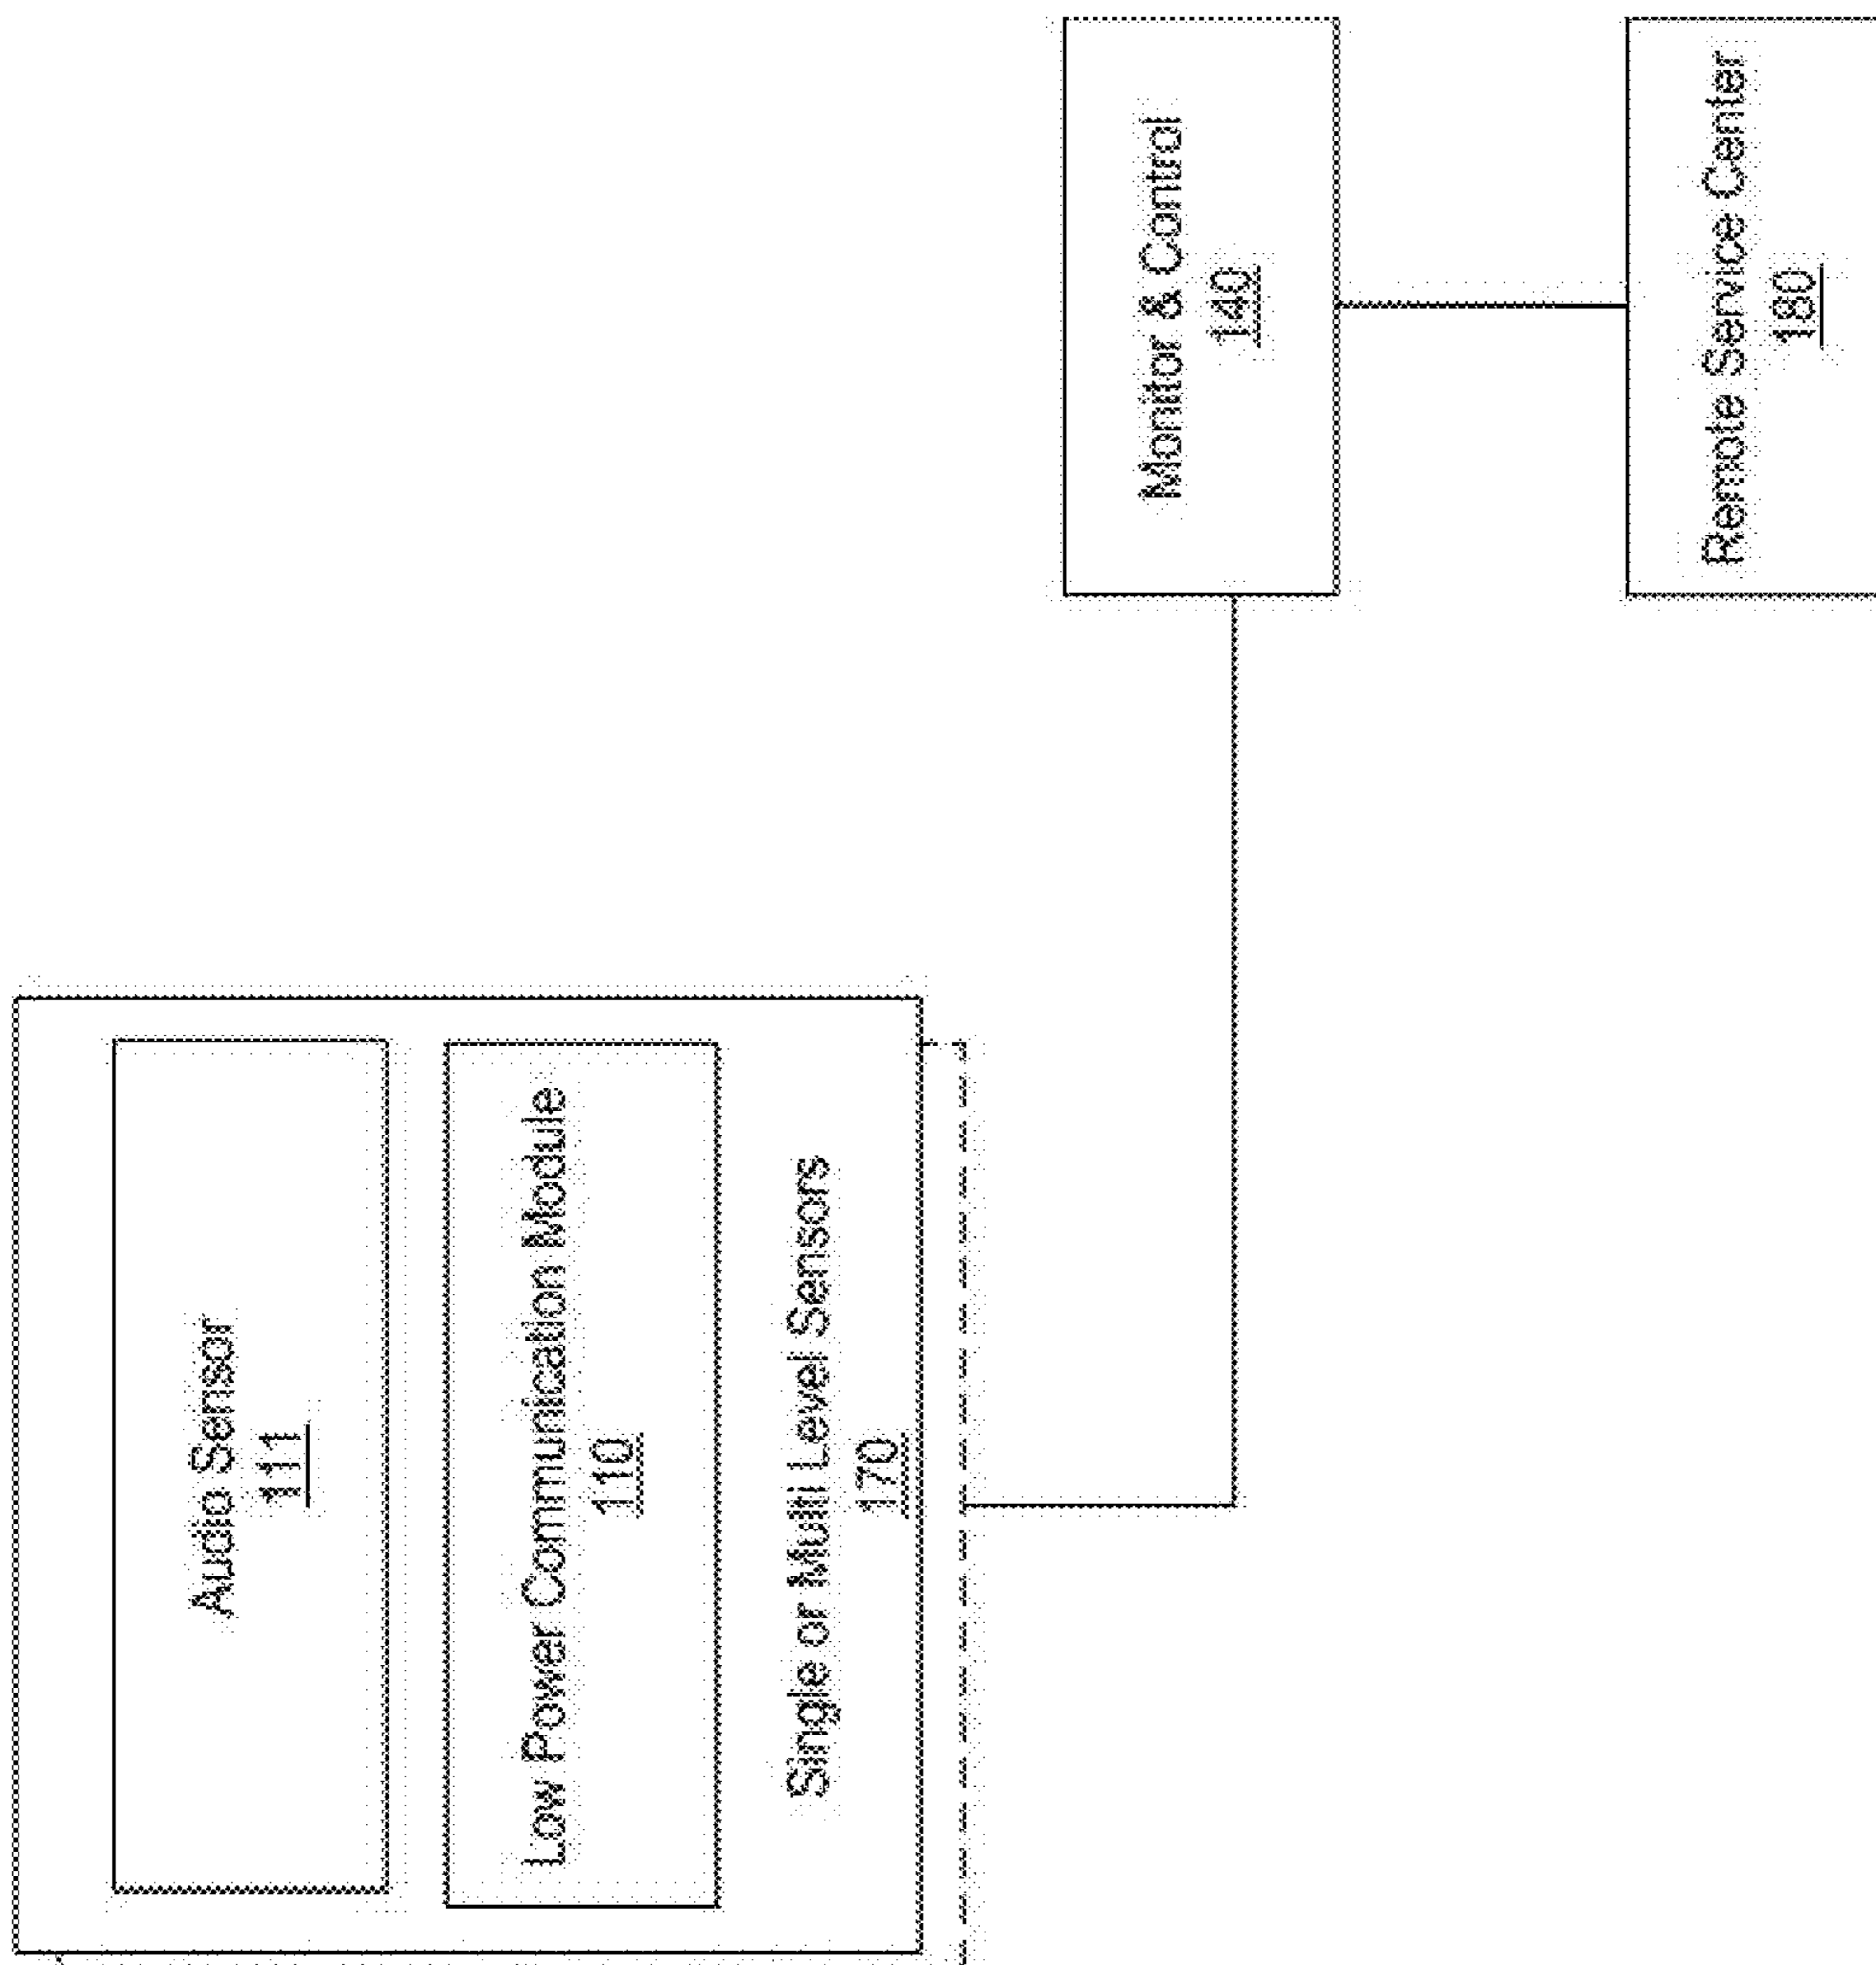 Audio Sensor
111
Low Power Communication Module
110
Single or Multi Level Sensors
170
Monitor & Control
140
Remote Service Center
180